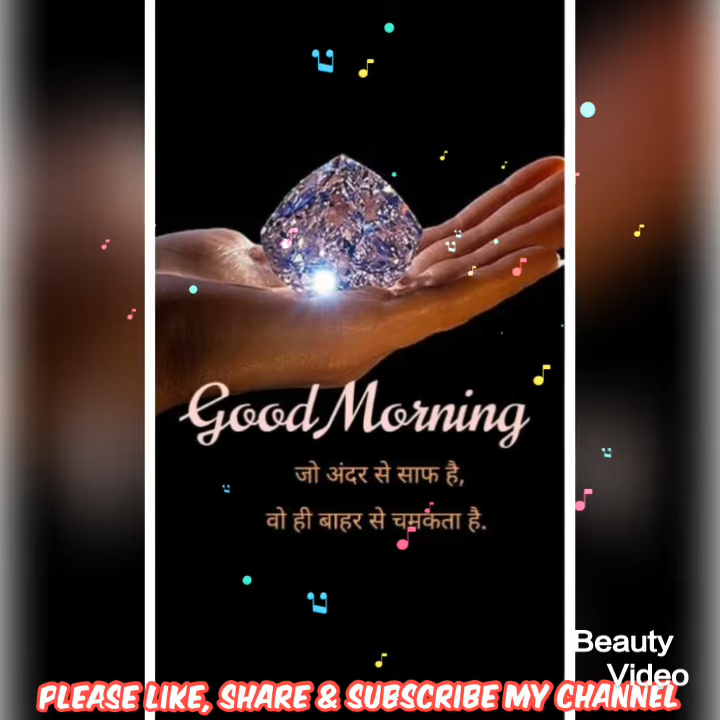 Good Morning
जो अंदर से साफ है,
वो ही बाहर से चमकता है.
Beauty
Video
PLEASE LIKE, SHARE & SUBSCRIBE MY CHANNEL